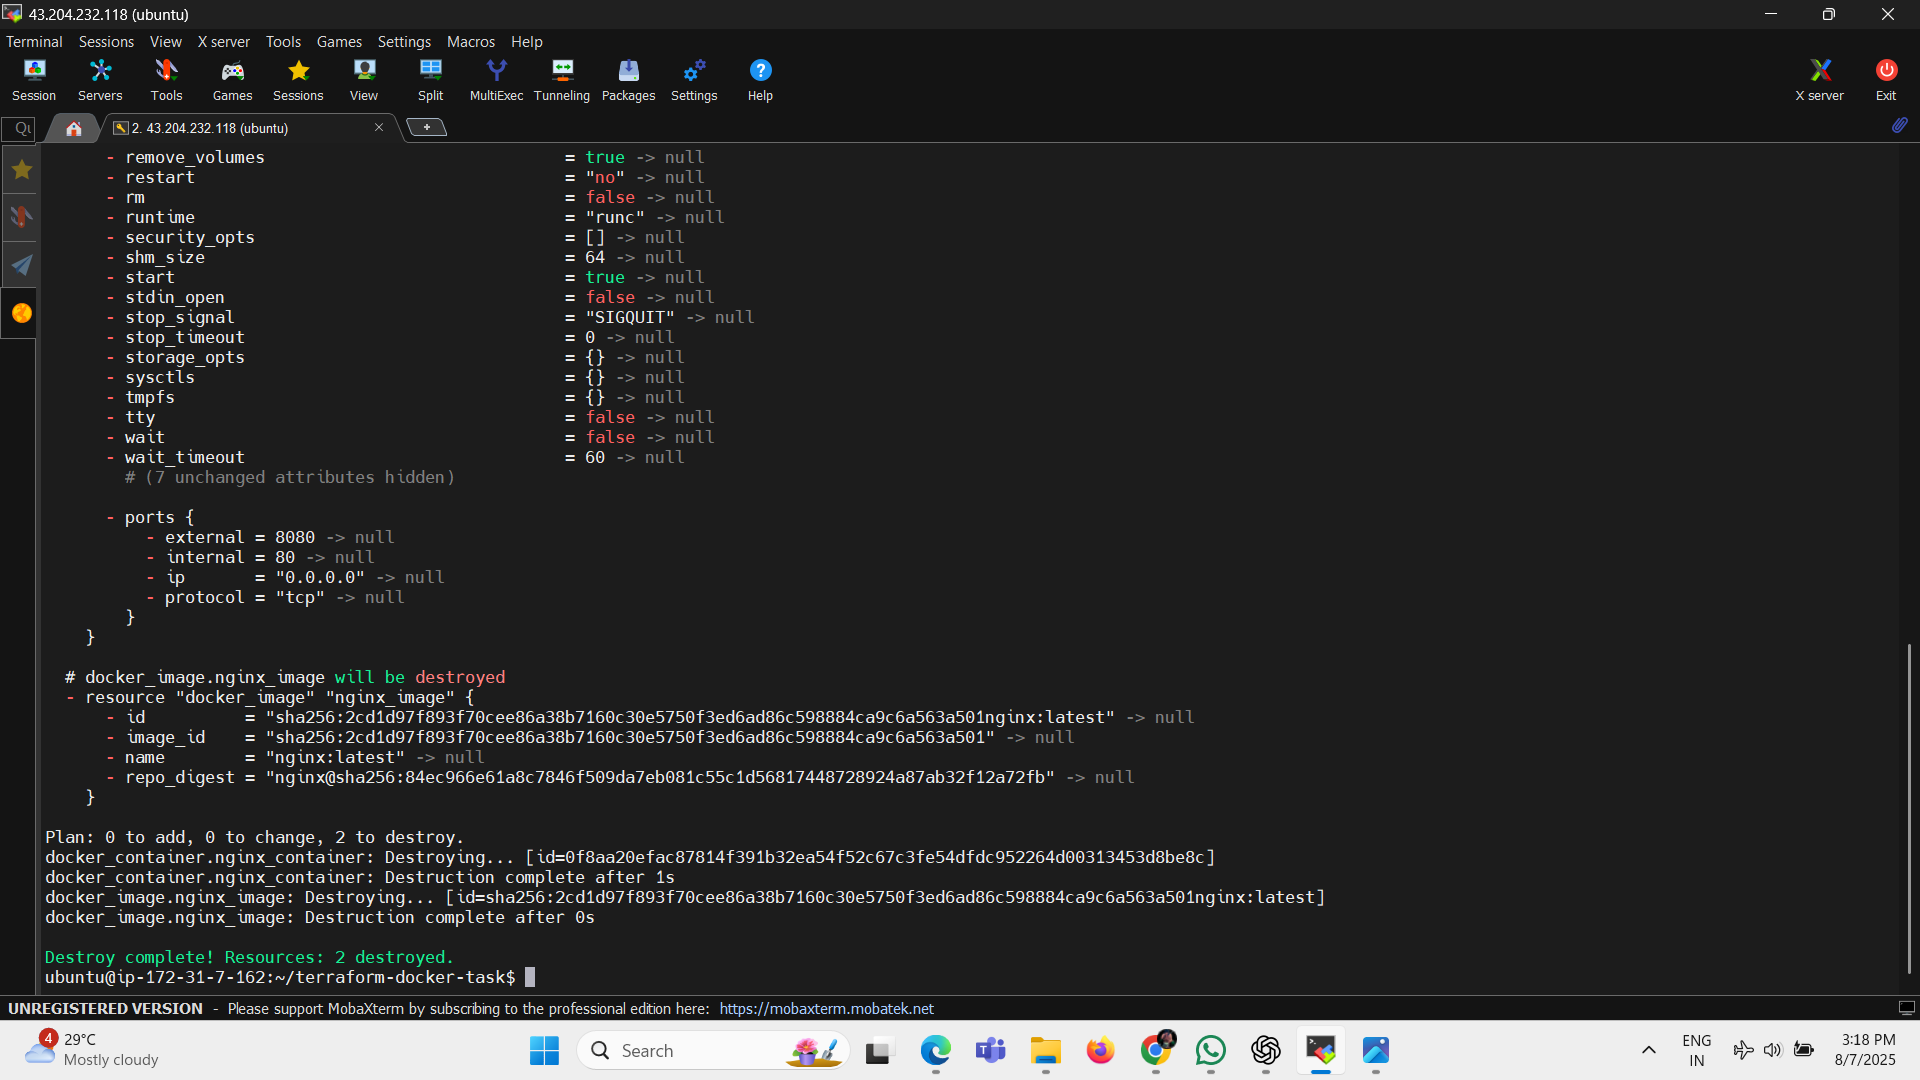 43.204.232.118 (ubuntu)
Terminal Sessions View X server Tools Games Settings Macros Help
Session Servers Tools Games Sessions View Split MultiExec Tunneling Packages Settings Help X server Exit
2. 43.204.232.118 (ubuntu)
- remove_volumes = true -> null
- restart = "no" -> null
- rm = false -> null
- runtime = "runc" -> null
- security_opts = [] -> null
- shm_size = 64 -> null
- start = true -> null
- stdin_open = false -> null
- stop_signal = "SIGQUIT" -> null
- stop_timeout = 0 -> null
- storage_opts = {} -> null
- sysctls = {} -> null
- tmpfs = {} -> null
- tty = false -> null
- wait = false -> null
- wait_timeout = 60 -> null
# (7 unchanged attributes hidden)
- ports {
- external = 8080 -> null
- internal = 80 -> null
- ip = "0.0.0.0" -> null
- protocol = "tcp" -> null
}
}
# docker_image.nginx_image will be destroyed
- resource "docker_image" "nginx_image" {
- id = "sha256:2cd1d97f893f70cee86a38b7160c30e5750f3ed6ad86c598884ca9c6a563a501nginx:latest" -> null
- image_id = "sha256:2cd1d97f893f70cee86a38b7160c30e5750f3ed6ad86c598884ca9c6a563a501" -> null
- name = "nginx:latest" -> null
- repo_digest = "nginx@sha256:84ec966e61a8c7846f509da7eb081c55c1d56817448728924a87ab32f12a72fb" -> null
}
Plan: 0 to add, 0 to change, 2 to destroy.
docker_container.nginx_container: Destroying... [id=0f8aa20efac87814f391b32ea54f52c67c3fe54dfdc952264d00313453d8be8c]
docker_container.nginx_container: Destruction complete after 1s
docker_image.nginx_image: Destroying... [id=sha256:2cd1d97f893f70cee86a38b7160c30e5750f3ed6ad86c598884ca9c6a563a501nginx:latest]
docker_image.nginx_image: Destruction complete after 0s
Destroy complete! Resources: 2 destroyed.
ubuntu@ip-172-31-7-162:~/terraform-docker-task$
UNREGISTERED VERSION - Please support MobaXterm by subscribing to the professional edition here: https://mobaxterm.mobatek.net
4 29°C
Mostly cloudy
Search
ENG
IN
3:18 PM
8/7/2025